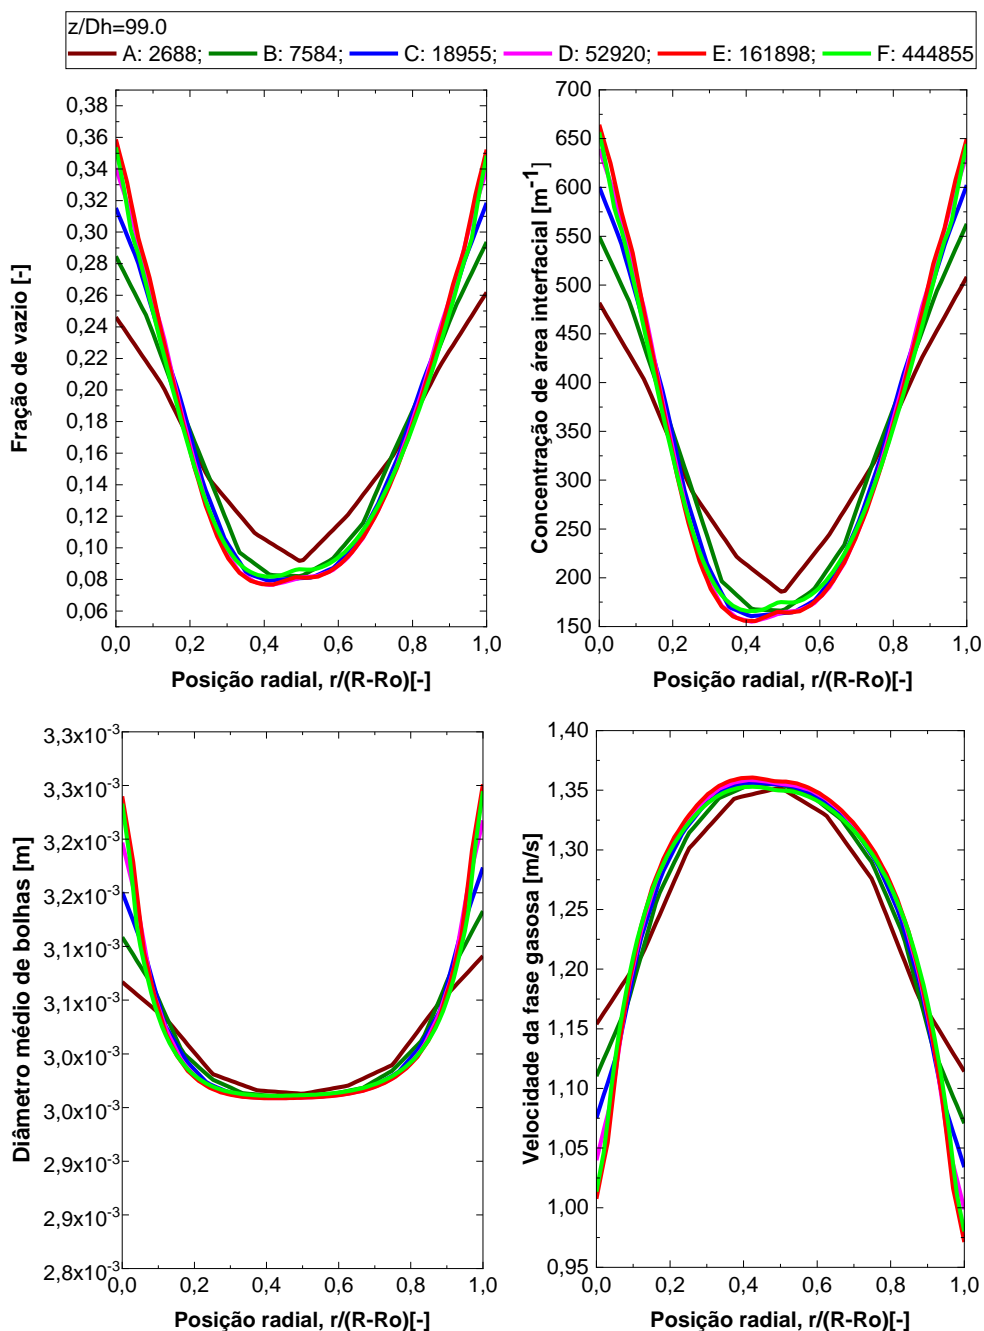 z/Dh=99.0
A: 2688; B: 7584; C: 18955; D: 52920; E: 161898; F: 444855
Fração de vazio [-]
0,38
0,36
0,34
0,32
0,30
0,28
0,26
0,24
0,22
0,20
0,18
0,16
0,14
0,12
0,10
0,08
0,06
0,0 0,2 0,4 0,6 0,8 1,0
Posição radial, r/(R-Ro)[-]
Concentração de área interfacial [m⁻¹]
700
650
600
550
500
450
400
350
300
250
200
150
0,0 0,2 0,4 0,6 0,8 1,0
Posição radial, r/(R-Ro)[-]
Diâmetro médio de bolhas [m]
3,3x10⁻³
3,3x10⁻³
3,2x10⁻³
3,2x10⁻³
3,1x10⁻³
3,1x10⁻³
3,0x10⁻³
3,0x10⁻³
2,9x10⁻³
2,9x10⁻³
2,8x10⁻³
0,0 0,2 0,4 0,6 0,8 1,0
Posição radial, r/(R-Ro)[-]
Velocidade da fase gasosa [m/s]
1,40
1,35
1,30
1,25
1,20
1,15
1,10
1,05
1,00
0,95
0,0 0,2 0,4 0,6 0,8 1,0
Posição radial, r/(R-Ro)[-]